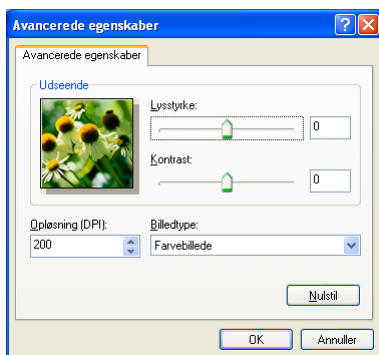 Avancerede egenskaber
Avancerede egenskaber
Udseende
Lysstyrke:
0
Kontrast:
0
Opløsning (DPI):
Billedtype:
200
Farvebillede
Nulstil
OK
Annuller